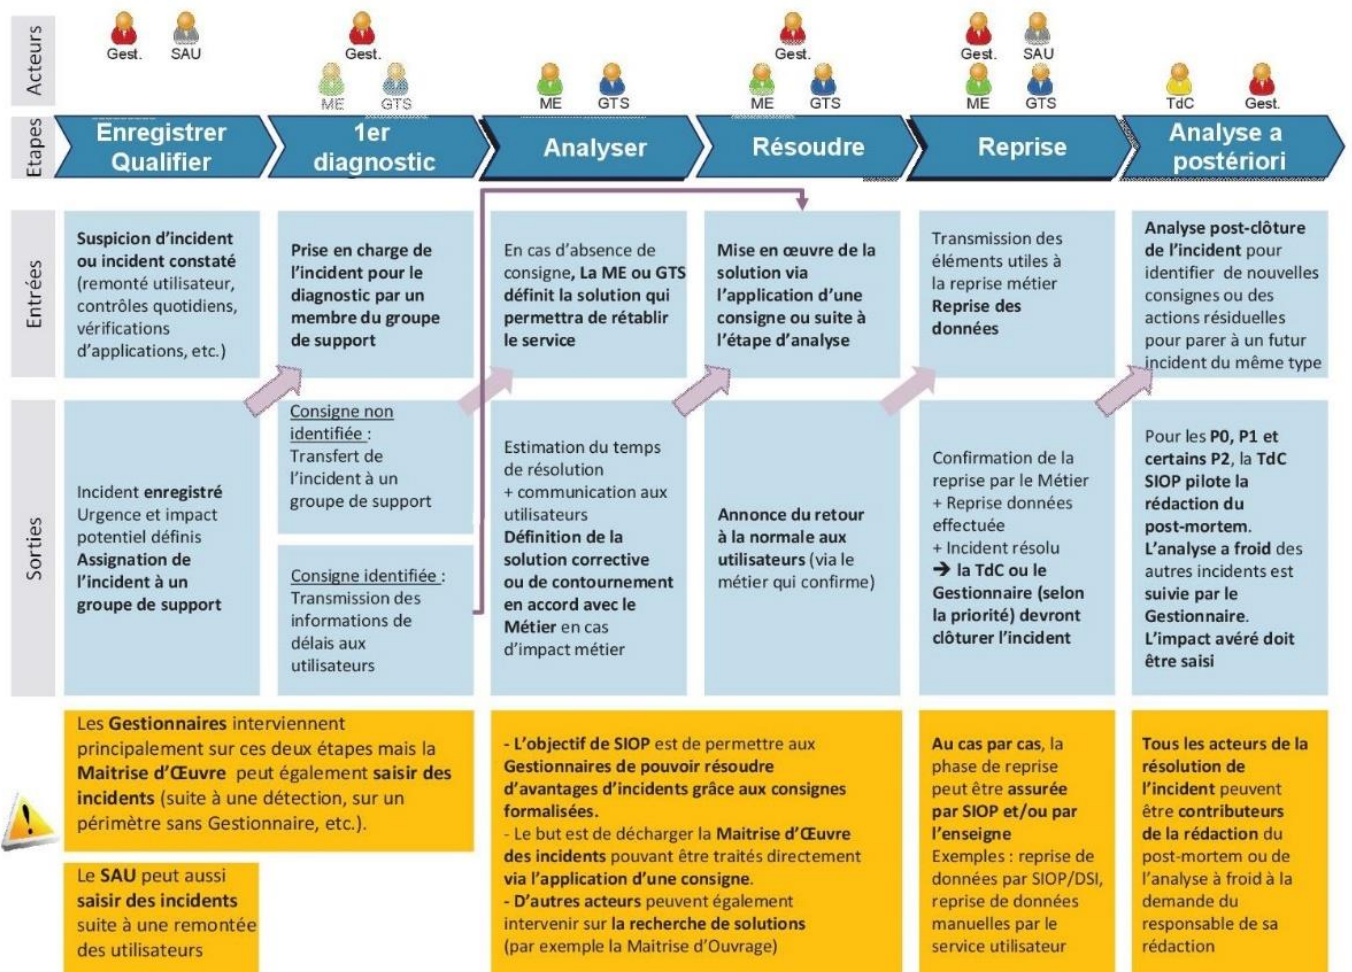 Acteurs
Gest.
SAU
Gest.
ME
GTS
ME
GTS
Gest.
ME
GTS
Gest.
SAU
ME
GTS
TdC
Gest.
Etapes
Enregistrer
Qualifier
1er
diagnostic
Analyser
Résoudre
Reprise
Analyse a
postériori
Entrées
Suspicion d'incident
ou incident constaté
(remonté utilisateur,
contrôles quotidiens,
vérifications
d'applications, etc.)
Prise en charge de
l'incident pour le
diagnostic par un
membre du groupe
de support
En cas d'absence de
consigne, La ME ou GTS
définit la solution qui
permettra de rétablir
le service
Mise en œuvre de la
solution via
l'application d'une
consigne ou suite à
l'étape d'analyse
Transmission des
éléments utiles à
la reprise métier
Reprise des
données
Analyse post-clôture
de l'incident pour
identifier de nouvelles
consignes ou des
actions résiduelles
pour parer à un futur
incident du même type
Sorties
Incident enregistré
Urgence et impact
potentiel définis
Assignation de
l'incident à un
groupe de support
Consigne non
identifiée :
Transfert de
l'incident à un
groupe de support
Consigne identifiée :
Transmission des
informations de
délais aux
utilisateurs
Estimation du temps
de résolution
+ communication aux
utilisateurs
Définition de la
solution corrective
ou de contournement
en accord avec le
Métier en cas
d'impact métier
Annonce du retour
à la normale aux
utilisateurs (via le
métier qui confirme)
Confirmation de la
reprise par le Métier
+ Reprise données
effectuée
+ Incident résolu
➔ la TdC ou le
Gestionnaire (selon
la priorité) devront
clôturer l'incident
Pour les P0, P1 et
certains P2, la TdC
SIOP pilote la
rédaction du
post-mortem.
L'analyse a froid des
autres incidents est
suivie par le
Gestionnaire.
L'impact avéré doit
être saisi
Les Gestionnaires interviennent
principalement sur ces deux étapes mais la
Maitrise d'Œuvre peut également saisir des
incidents (suite à une détection, sur un
périmètre sans Gestionnaire, etc.).
Le SAU peut aussi
saisir des incidents
suite à une remontée
des utilisateurs
- L'objectif de SIOP est de permettre aux
Gestionnaires de pouvoir résoudre
d'avantages d'incidents grâce aux consignes
formalisées.
- Le but est de décharger la Maitrise d'Œuvre
des incidents pouvant être traités directement
via l'application d'une consigne.
- D'autres acteurs peuvent également
intervenir sur la recherche de solutions
(par exemple la Maitrise d'Ouvrage)
Au cas par cas, la
phase de reprise
peut être assurée
par SIOP et/ou par
l'enseigne
Exemples : reprise de
données par SIOP/DSI,
reprise de données
manuelles par le
service utilisateur
Tous les acteurs de la
résolution de
l'incident peuvent
être contributeurs
de la rédaction du
post-mortem ou de
l'analyse à froid à la
demande du
responsable de sa
rédaction